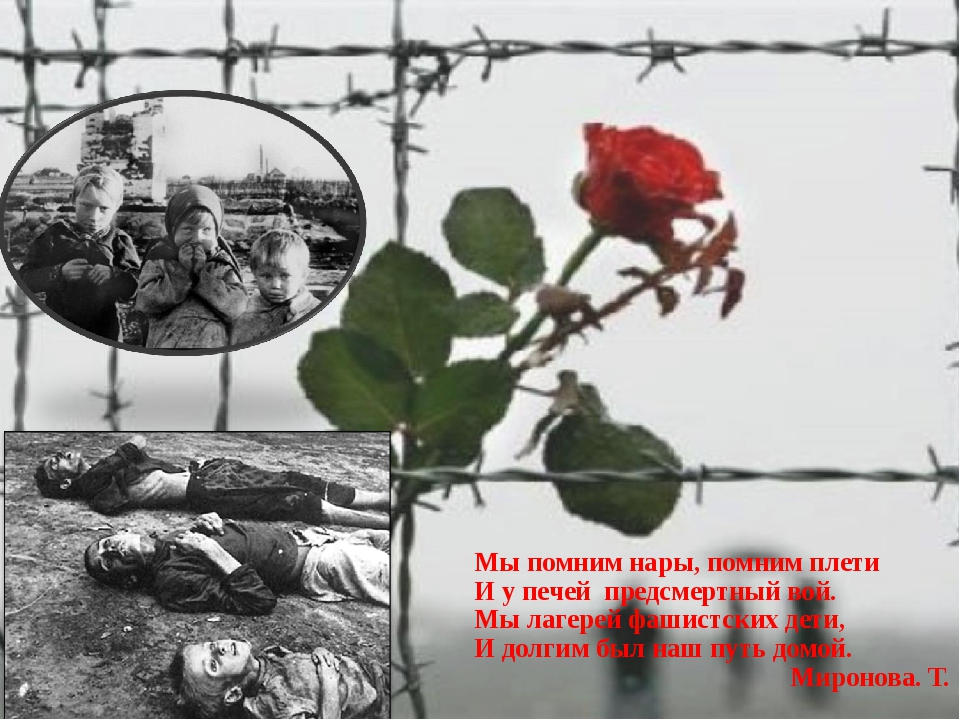 Мы помним нары, помним плети
И у печей предсмертный вой.
Мы лагерей фашистских дети,
И долгим был наш путь домой.
Миронова. Т.